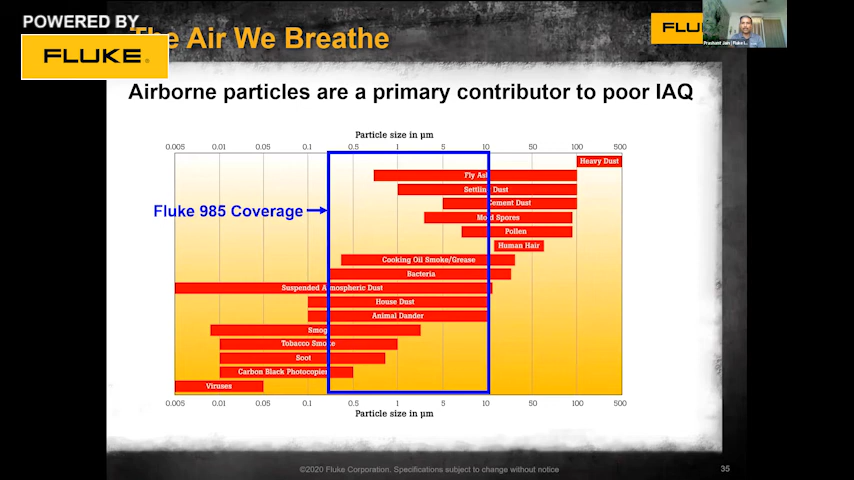 POWERED BY
FLUKE
The Air We Breathe
FLU
Prashant Jain | Fluke I...
Airborne particles are a primary contributor to poor IAQ
Particle size in µm
0.005 0.01 0.05 0.1 0.5 1 5 10 50 100 500
Heavy Dust
Fly Ash
Settling Dust
Cement Dust
Fluke 985 Coverage
Mold Spores
Pollen
Human Hair
Cooking Oil Smoke/Grease
Bacteria
Suspended Atmospheric Dust
House Dust
Animal Dander
Smog
Tobacco Smoke
Soot
Carbon Black Photocopier
Viruses
0.005 0.01 0.05 0.1 0.5 1 5 10 50 100 500
Particle size in µm
©2020 Fluke Corporation. Specifications subject to change without notice
35